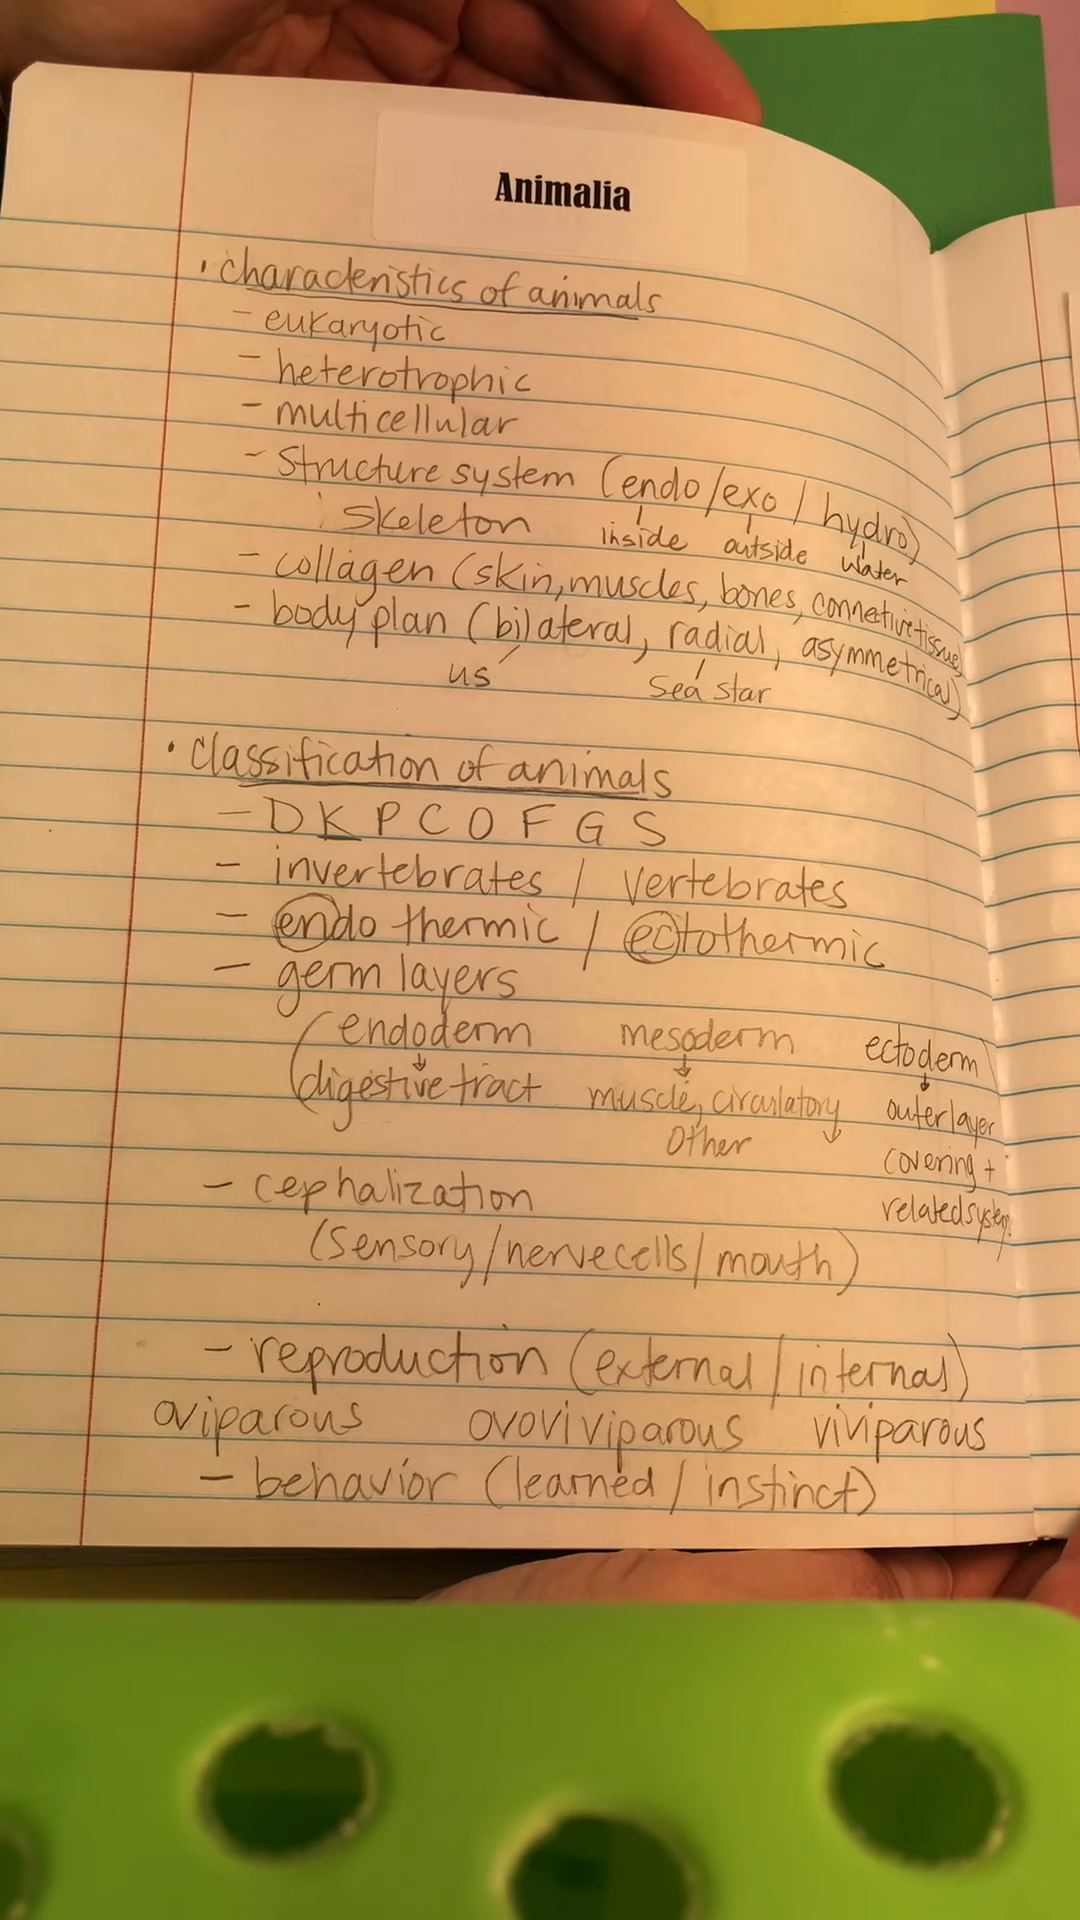 Animalia
• characteristics of animals
- eukaryotic
- heterotrophic
- multicellular
- Structure system (endo/exo/hydro)
skeleton inside outside water
- collagen (skin, muscles, bones, connective tissue)
- body plan (bilateral, radial, asymmetrical)
us sea star
• classification of animals
- D K P C O F G S
- invertebrates / vertebrates
- endothermic / ectothermic
- germ layers
(endoderm mesoderm ectoderm)
digestive tract muscle, circulatory outer layer
other covering +
related system
- cephalization
(sensory/nerve cells/mouth)
- reproduction (external/internal)
oviparous ovoviviparous viviparous
- behavior (learned/instinct)